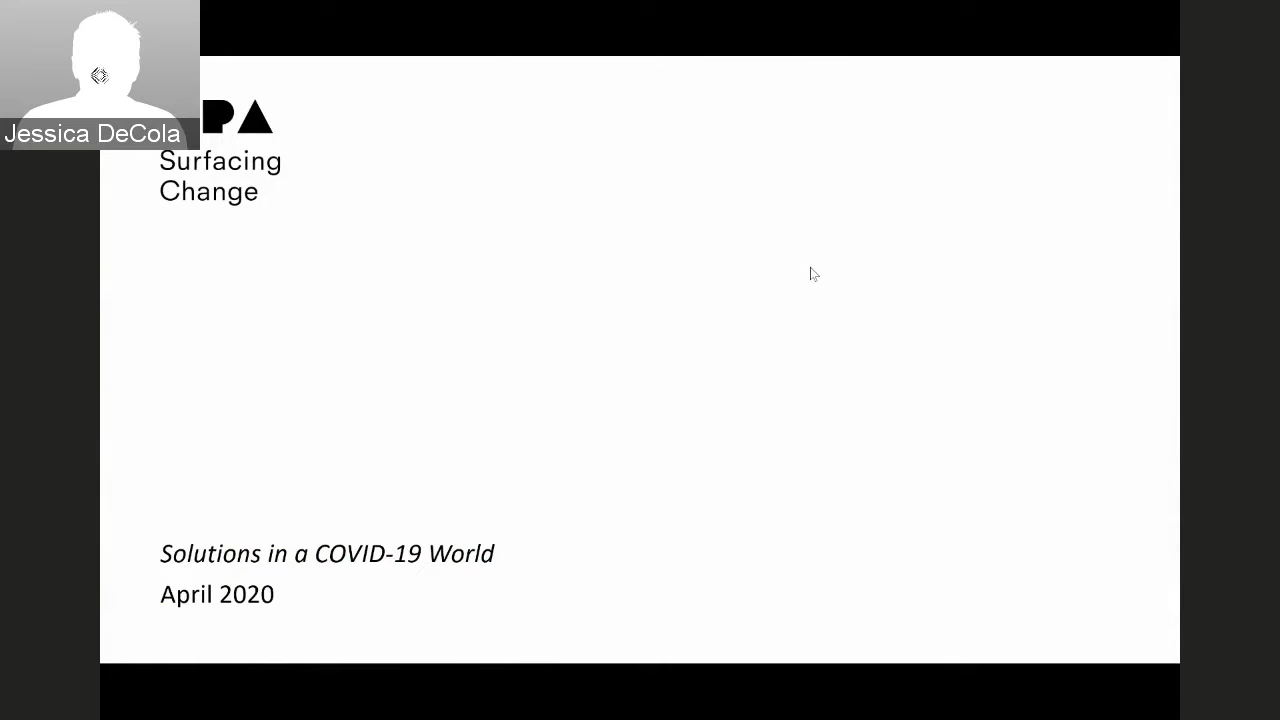 Jessica DeCola
PA
Surfacing
Change
Solutions in a COVID-19 World
April 2020